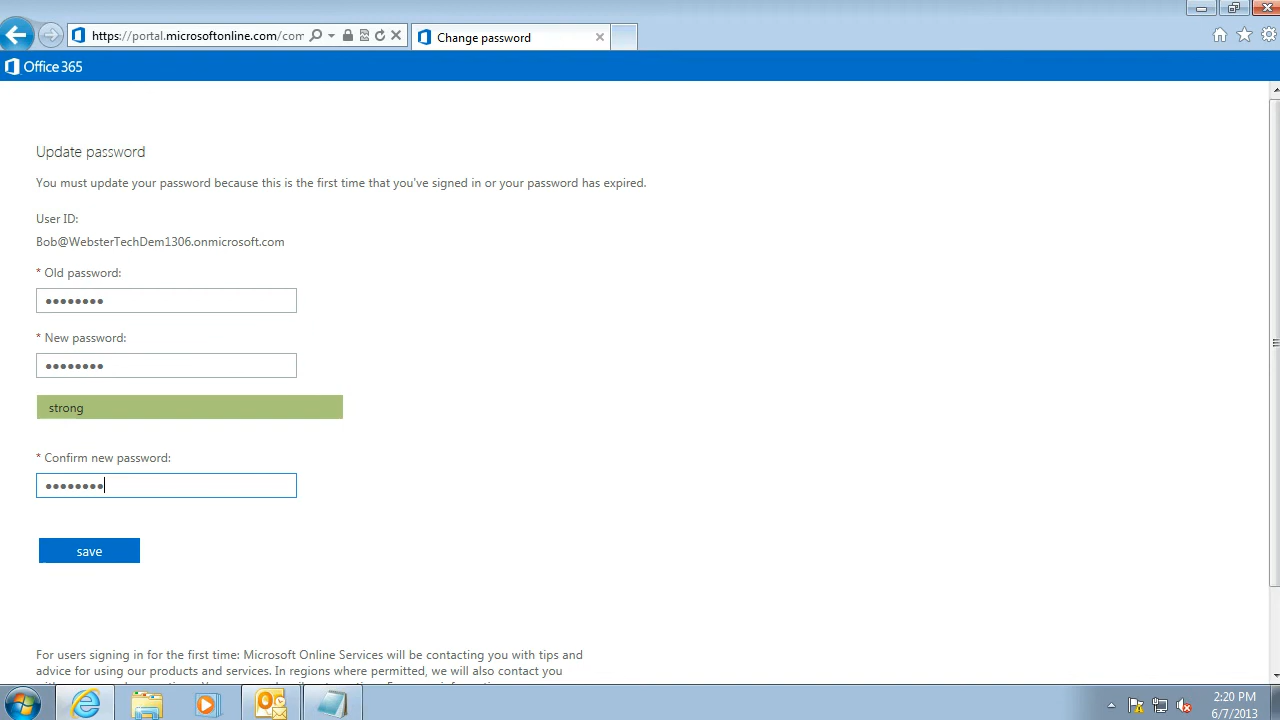 https://portal.microsoftonline.com/com
Change password
Office 365
Update password
You must update your password because this is the first time that you've signed in or your password has expired.
User ID:
Bob@WebsterTechDem1306.onmicrosoft.com
* Old password:
••••••••
* New password:
••••••••
strong
* Confirm new password:
••••••••
save
For users signing in for the first time: Microsoft Online Services will be contacting you with tips and
advice for using our products and services. In regions where permitted, we will also contact you
2:20 PM
6/7/2013